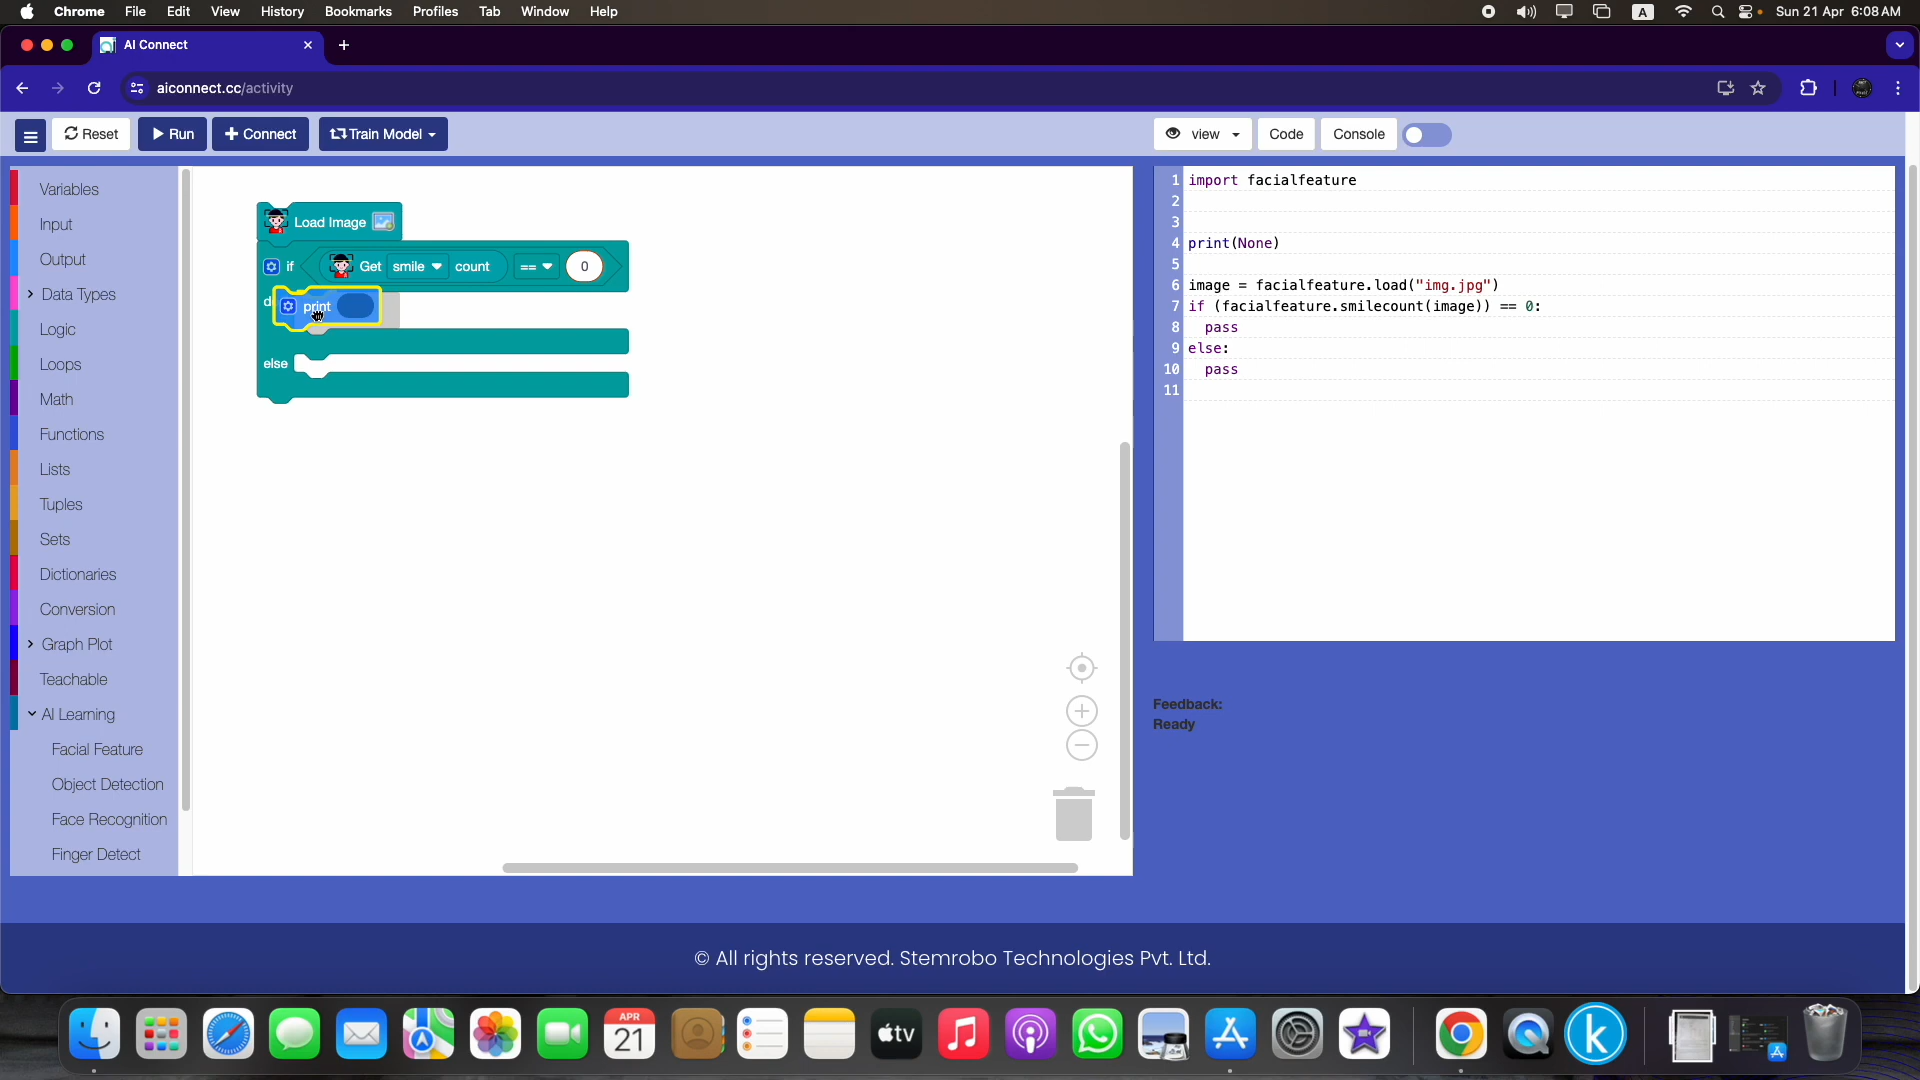 Chrome File Edit View History Bookmarks Profiles Tab Window Help A Sun 21 Apr 6:08 AM
AI Connect
aiconnect.cc/activity
Reset Run Connect Train Model view Code Console
Variables
Input
Output
Data Types
Logic
Loops
Math
Functions
Lists
Tuples
Sets
Dictionaries
Conversion
Graph Plot
Teachable
AI Learning
Facial Feature
Object Detection
Face Recognition
Finger Detect
Load Image
if Get smile count == 0
print
else
1 import facialfeature
2
3
4 print(None)
5
6 image = facialfeature.load("img.jpg")
7 if (facialfeature.smilecount(image)) == 0:
8 pass
9 else:
10 pass
11
Feedback:
Ready
© All rights reserved. Stemrobo Technologies Pvt. Ltd.
APR
21
tv
k